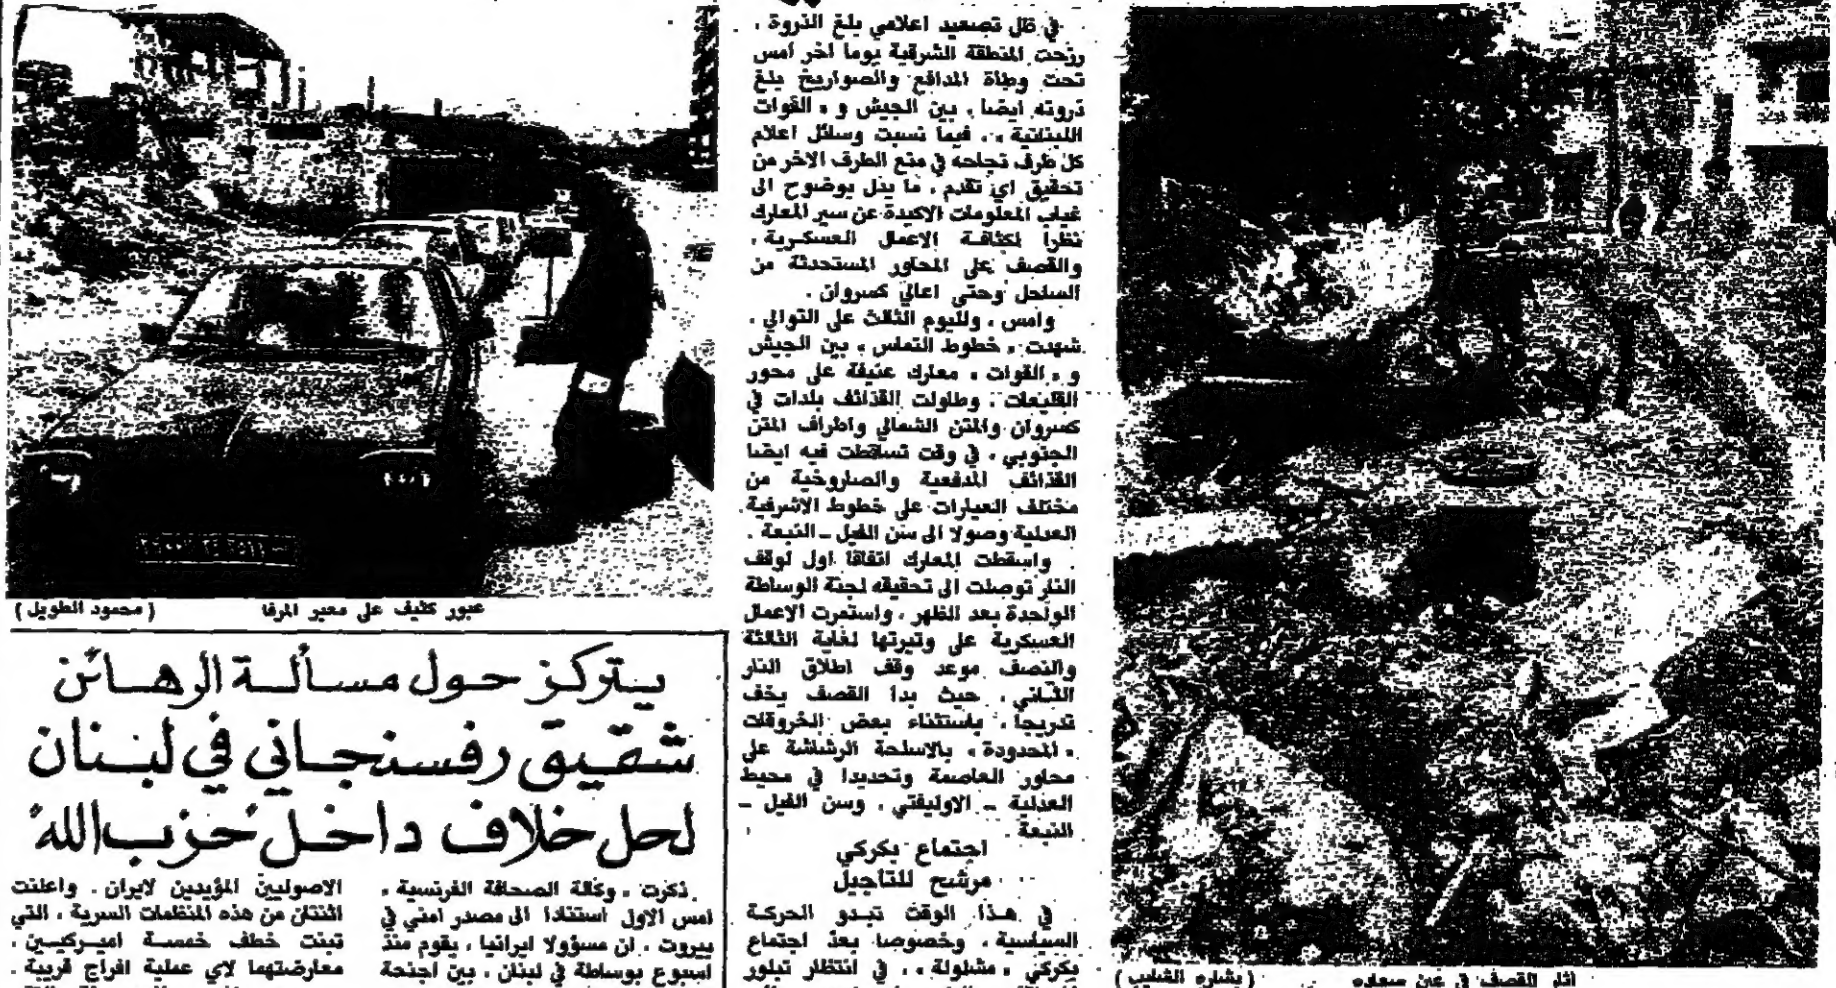 في ظل تصعيد اعلامي بلغ الذروة ،
رزحت المنطقة الشرقية يوما اخر امس
تحت وطاة المدافع والصواريخ بلغ
ذروته ايضا ، بين الجيش و « القوات
اللبنانية » ، فيما نسبت وسائل اعلام
كل طرف نجاحه في منع الطرف الاخر من
تحقيق اي تقدم ، ما يدل بوضوح الى
غياب المعلومات الاكيدة عن سير المعارك
نظرا لكثافة الاعمال العسكرية ،
والقصف على المحاور المستحدثة من
الساحل وحتى اعالي كسروان .
وامس ، ولليوم الثالث على التوالي ،
شهدت « خطوط التماس » بين الجيش
و « القوات » معارك عنيفة على محور
القليعات ، وطاولت القذائف بلدات في
كسروان والمتن الشمالي واطراف المتن
الجنوبي ، في وقت تساقطت فيه ايضا
القذائف المدفعية والصاروخية من
مختلف العيارات على خطوط الاشرفية
العدلية وصولا الى سن الفيل ـ النبعة .
واسقطت المعارك اتفاقا اول لوقف
النار توصلت الى تحقيقه لجنة الوساطة
الواحدة بعد الظهر ، واستمرت الاعمال
العسكرية على وتيرتها لغاية الثالثة
والنصف موعد وقف اطلاق النار
الثاني ، حيث بدا القصف يخف
تدريجا ، باستثناء بعض الخروقات
« المحدودة » بالاسلحة الرشاشة على
محاور العاصمة وتحديدا في محيط
العدلية ـ الاوليفتي ، وسن الفيل ـ
النبعة .
اجتماع بكركي
مرشح للتاجيل
في هذا الوقت تبدو الحركة
السياسية ، وخصوصا بعد اجتماع
بكركي « مشلولة » ، في انتظار تبلور
عبور كثيف على معبر المرفا ( محمود الطويل )
يتركز حول مسألة الرهائن
شقيق رفسنجاني في لبنان
لحل خلاف داخل "حزب الله"
ذكرت « وكالة الصحافة الفرنسية »
امس الاول استنادا الى مصدر امني في
بيروت ، ان مسؤولا ايرانيا ، يقوم منذ
اسبوع بوساطة في لبنان ، بين اجنحة
الاصوليين المؤيدين لايران . واعلنت
اثنتان من هذه المنظمات السرية ، التي
تبنت خطف خمسة اميركيين ،
معارضتهما لاي عملية افراج قريبة .
اثار القصف في عين سعاده